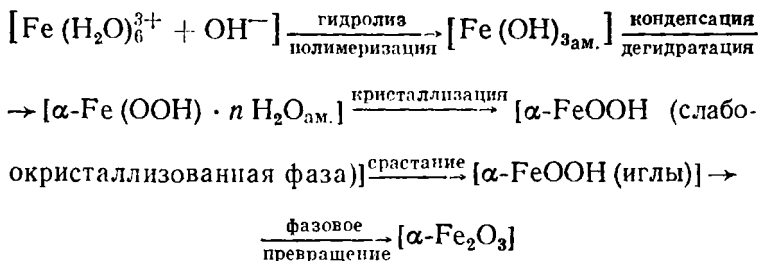 [Fe (H₂O)₆³⁺ + OH⁻] гидролиз полимеризация → [Fe (OH)₃ам.] конденсация дегидратация
→ [α-Fe (OOH) · n H₂Oам.] кристаллизация → [α-FeOOH (слабо-
окристаллизованная фаза)] срастание → [α-FeOOH (иглы)] →
фазовое превращение → [α-Fe₂O₃]